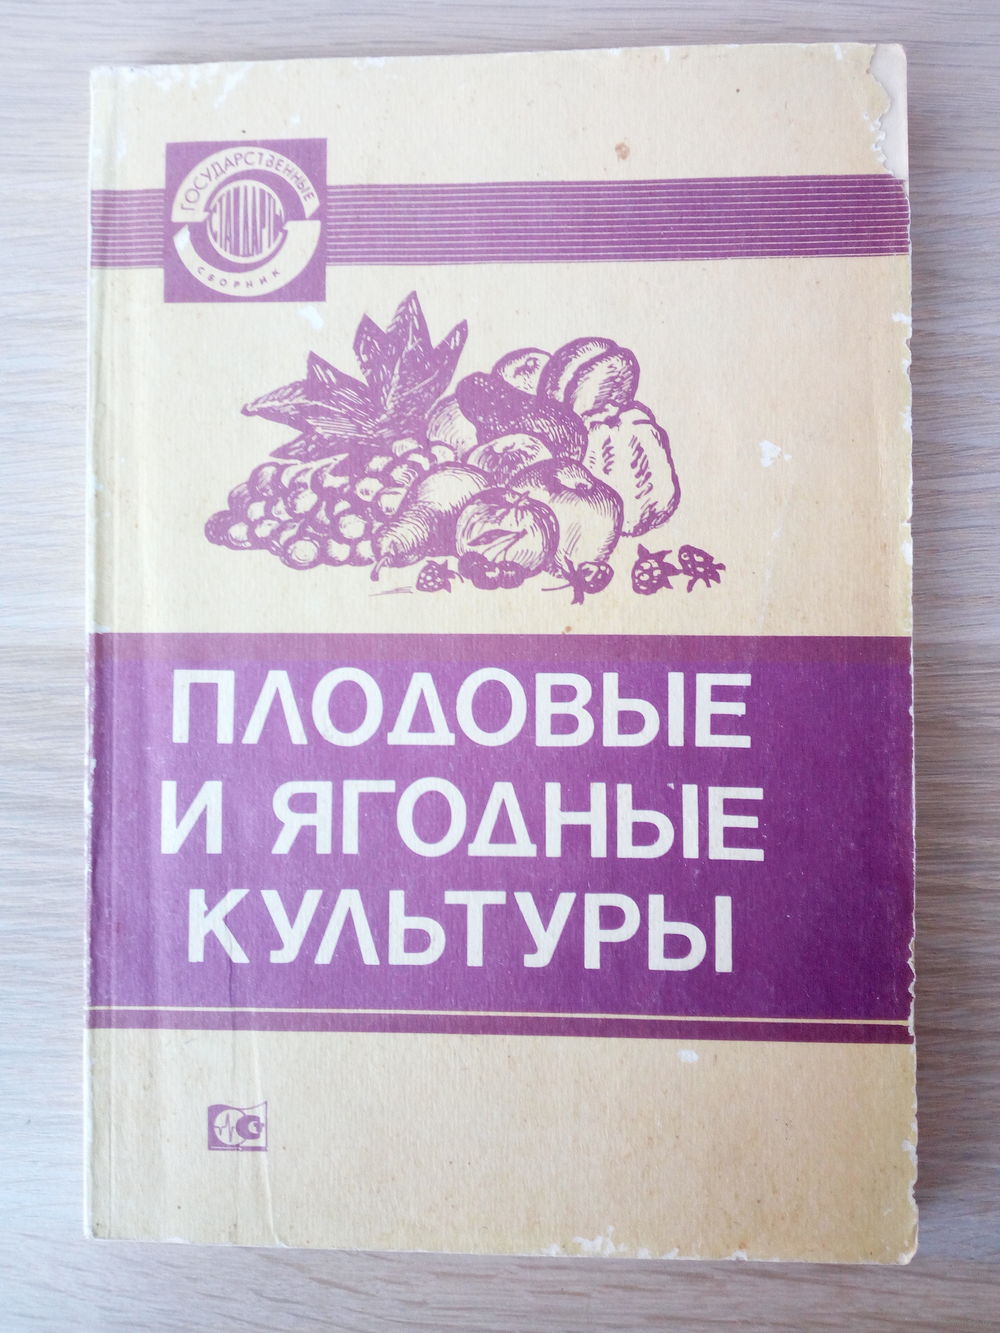 ГОСУДАРСТВЕННЫЕ
СТАНДАРТЫ
СБОРНИК
ПЛОДОВЫЕ
И ЯГОДНЫЕ
КУЛЬТУРЫ